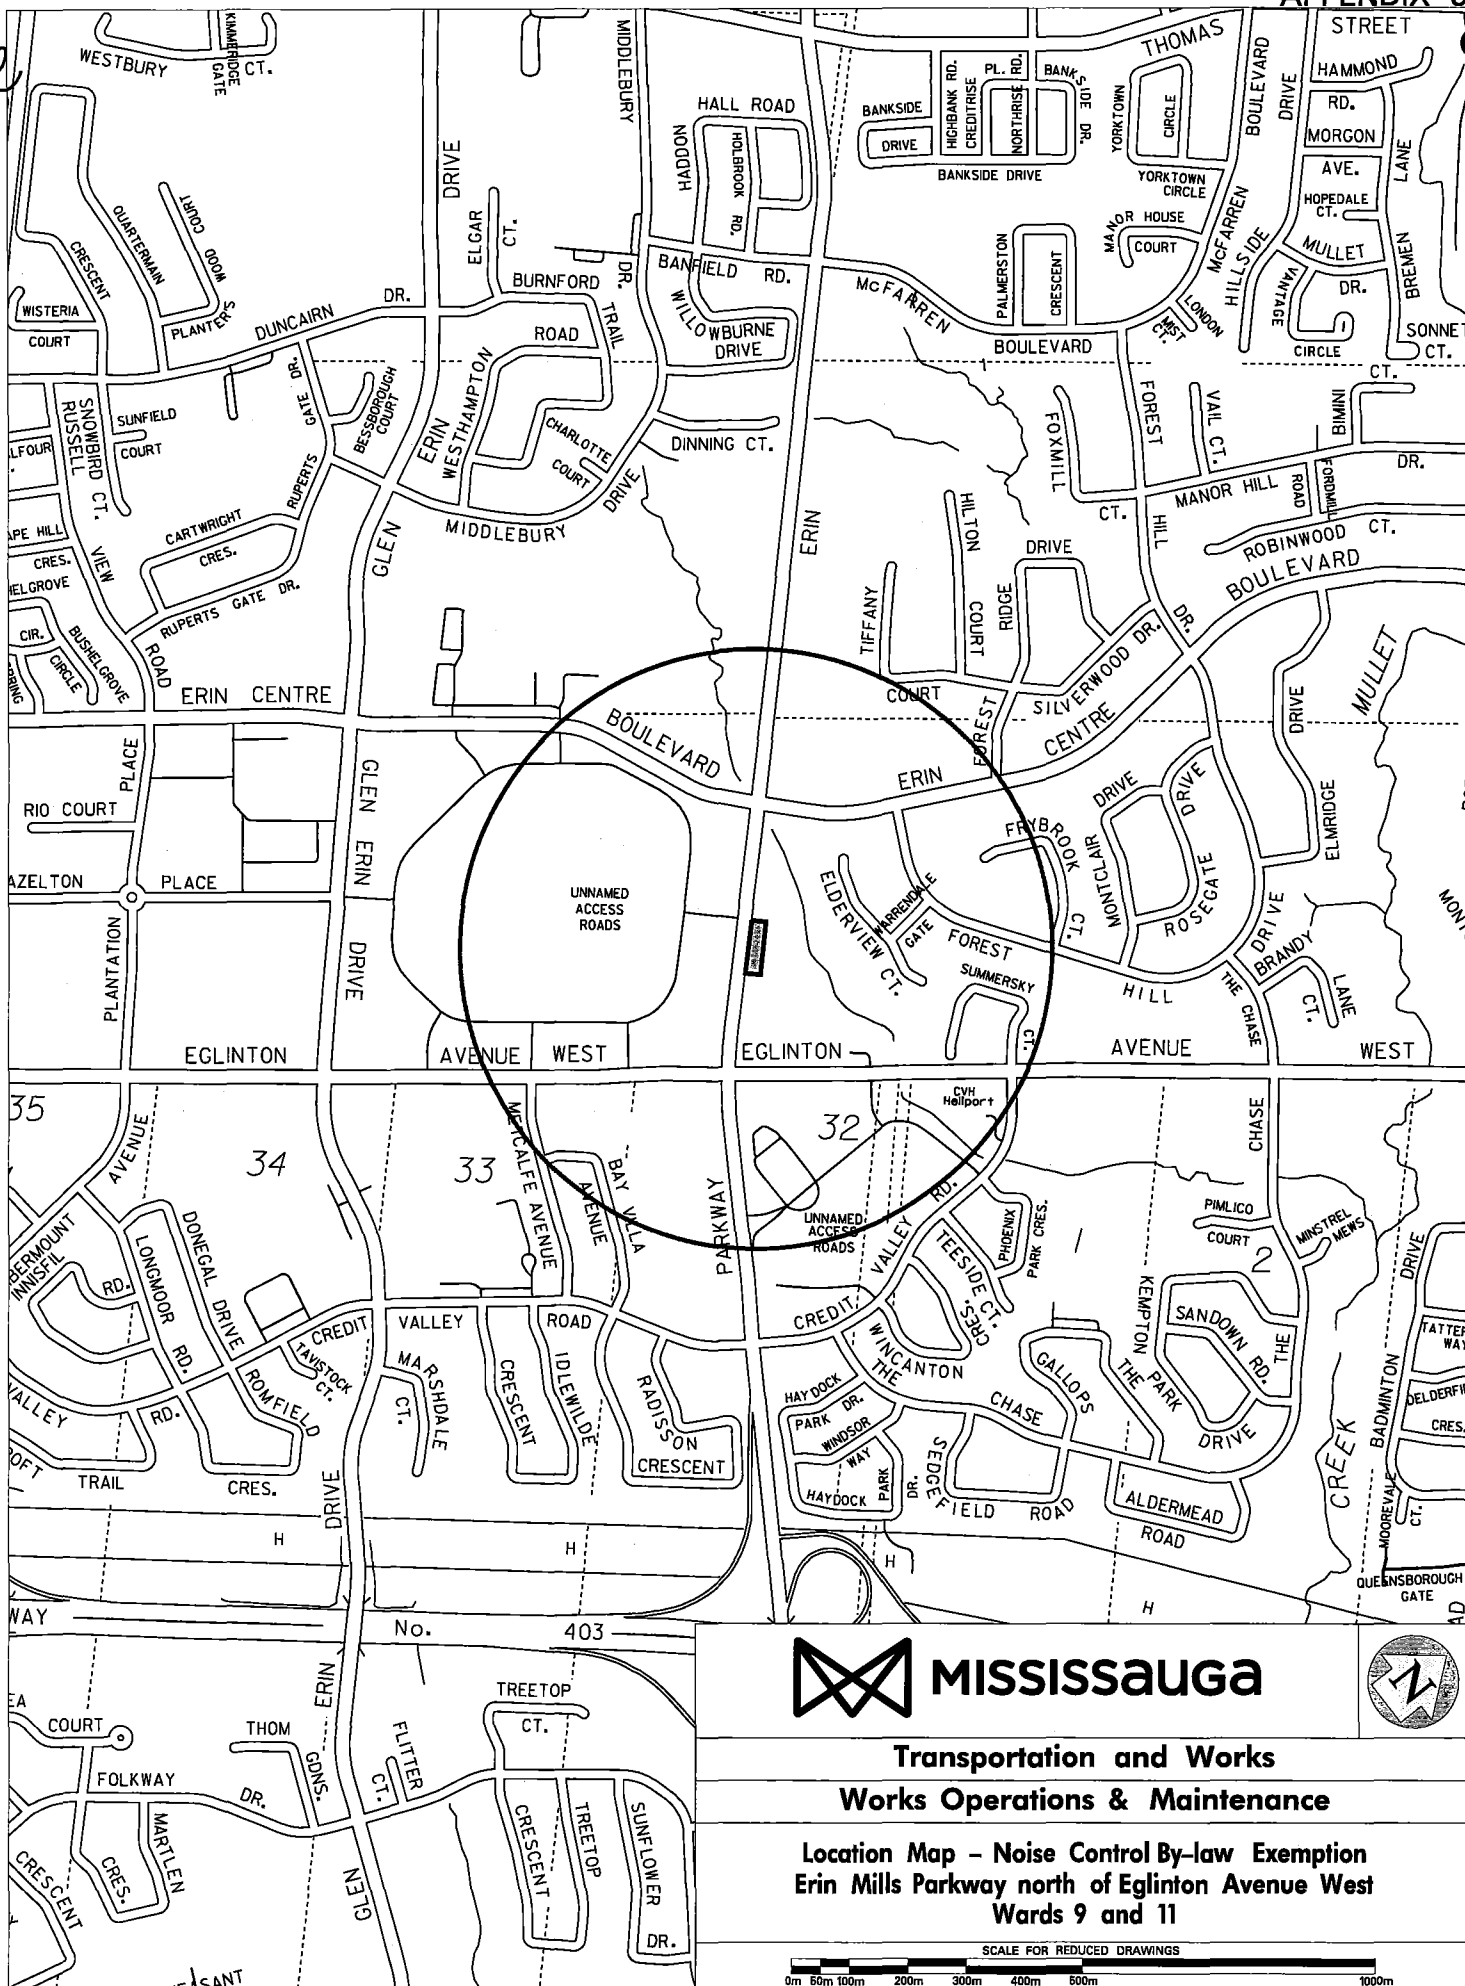 APPENDIX
WESTBURY
KIMMERIDGE
GATE
CT.
MIDDLEBURY
THOMAS
STREET
HAMMOND
RD.
MORGON
AVE.
HOPEDALE
CT.
MULLET
DR.
LANE
BREMEN
SONNET
CT.
VANTAGE
CIRCLE
BOULEVARD
DRIVE
McFARREN
HILLSIDE
HALL ROAD
HADDON
HOLBROOK
RD.
BANKSIDE
DRIVE
HIGHBANK RD.
CREDITRISE
PL. RD.
NORTHRISE
BANKSIDE DR.
BANKSIDE DRIVE
YORKTOWN
CIRCLE
YORKTOWN
CIRCLE
MANOR HOUSE
COURT
LONDON
MIST
CT.
DRIVE
ELGAR
CT.
QUARTERMAIN
CRESCENT
WOOD COURT
PLANTER'S
WISTERIA
COURT
DUNCAIRN
DR.
BURNFORD
TRAIL
ROAD
DR.
BANFIELD RD.
WILLOWBURNE
DRIVE
McFARREN
BOULEVARD
PALMERSTON
CRESCENT
GATE DR.
BESSBOROUGH
COURT
ERIN
WESTHAMPTON
CHARLOTTE
COURT
DRIVE
DINNING CT.
SUNFIELD
COURT
SNOWBIRD CT.
RUSSELL
LFOUR
RUPERTS
CARTWRIGHT
CRES.
GLEN
MIDDLEBURY
ERIN
FOXMILL
CT.
FOREST
HILL
DR.
VAIL CT.
BIMINI
CT.
MANOR HILL
DR.
ROAD
FORDMILL
ROBINWOOD CT.
BOULEVARD
HILTON
COURT
TIFFANY
COURT
RIDGE
DRIVE
FOREST
SILVERWOOD DR.
CENTRE
ERIN
APE HILL
CRES.
HELGROVE
CIR.
VIEW
ROAD
BUSHELGROVE
CIRCLE
PRING
RUPERTS GATE DR.
ERIN CENTRE
BOULEVARD
PLACE
RIO COURT
GLEN ERIN
DRIVE
AZELTON
PLACE
PLANTATION
UNNAMED
ACCESS
ROADS
ELDERVIEW CT.
WARRENDALE
GATE
FRYBROOK
CT.
FOREST
HILL
SUMMERSKY
CT.
MONTCLAIR
DRIVE
DRIVE
ROSEGATE
DRIVE
ELMRIDGE
DRIVE
MULLET
BRANDY
LANE
CT.
THE CHASE
EGLINTON
AVENUE WEST
EGLINTON
AVENUE
WEST
CVH
Heliport
35
34
33
32
2
AVENUE
METCALFE AVENUE
AVENUE
BAY VILLA
PARKWAY
UNNAMED
ACCESS
ROADS
VALLEY
RD.
TEESIDE CT.
CRES.
PHOENIX
PARK CRES.
CHASE
PIMLICO
COURT
MINSTREL
MEWS
BERMOUNT
INNISFIL
RD.
LONGMOOR
RD.
DONEGAL DRIVE
CREDIT
VALLEY
ROAD
TAVISTOCK
CT.
ROMFIELD
CRES.
MARSHDALE
CT.
CRESCENT
IDLEWILDE
RADISSON
CRESCENT
CREDIT
WINCANTON
THE
CHASE
HAYDOCK
PARK
DR.
WINDSOR
WAY
HAYDOCK
PARK
DR.
SEDGEFIELD
ROAD
GALLOPS
THE
KEMPTON
PARK
SANDOWN RD.
THE
DRIVE
ALDERMEAD
ROAD
CREEK
BADMINTON
DRIVE
TATTER
WAY
DELDERFI
CRES.
MOOREVALE
CT.
QUEENSBOROUGH
GATE
VALLEY
RD.
OFT
TRAIL
DRIVE
H
H
H
H
WAY
No.
403
ERIN
COURT
THOM
GDNS.
FOLKWAY
DR.
FLITTER
CT.
TREETOP
CT.
MARTLEN
CRES.
CRESCENT
GLEN
CRESCENT
TREETOP
SUNFLOWER
DR.
MISSISSauGa
N
Transportation and Works
Works Operations & Maintenance
Location Map – Noise Control By-law Exemption
Erin Mills Parkway north of Eglinton Avenue West
Wards 9 and 11
SCALE FOR REDUCED DRAWINGS
0m 50m 100m 200m 300m 400m 500m 1000m